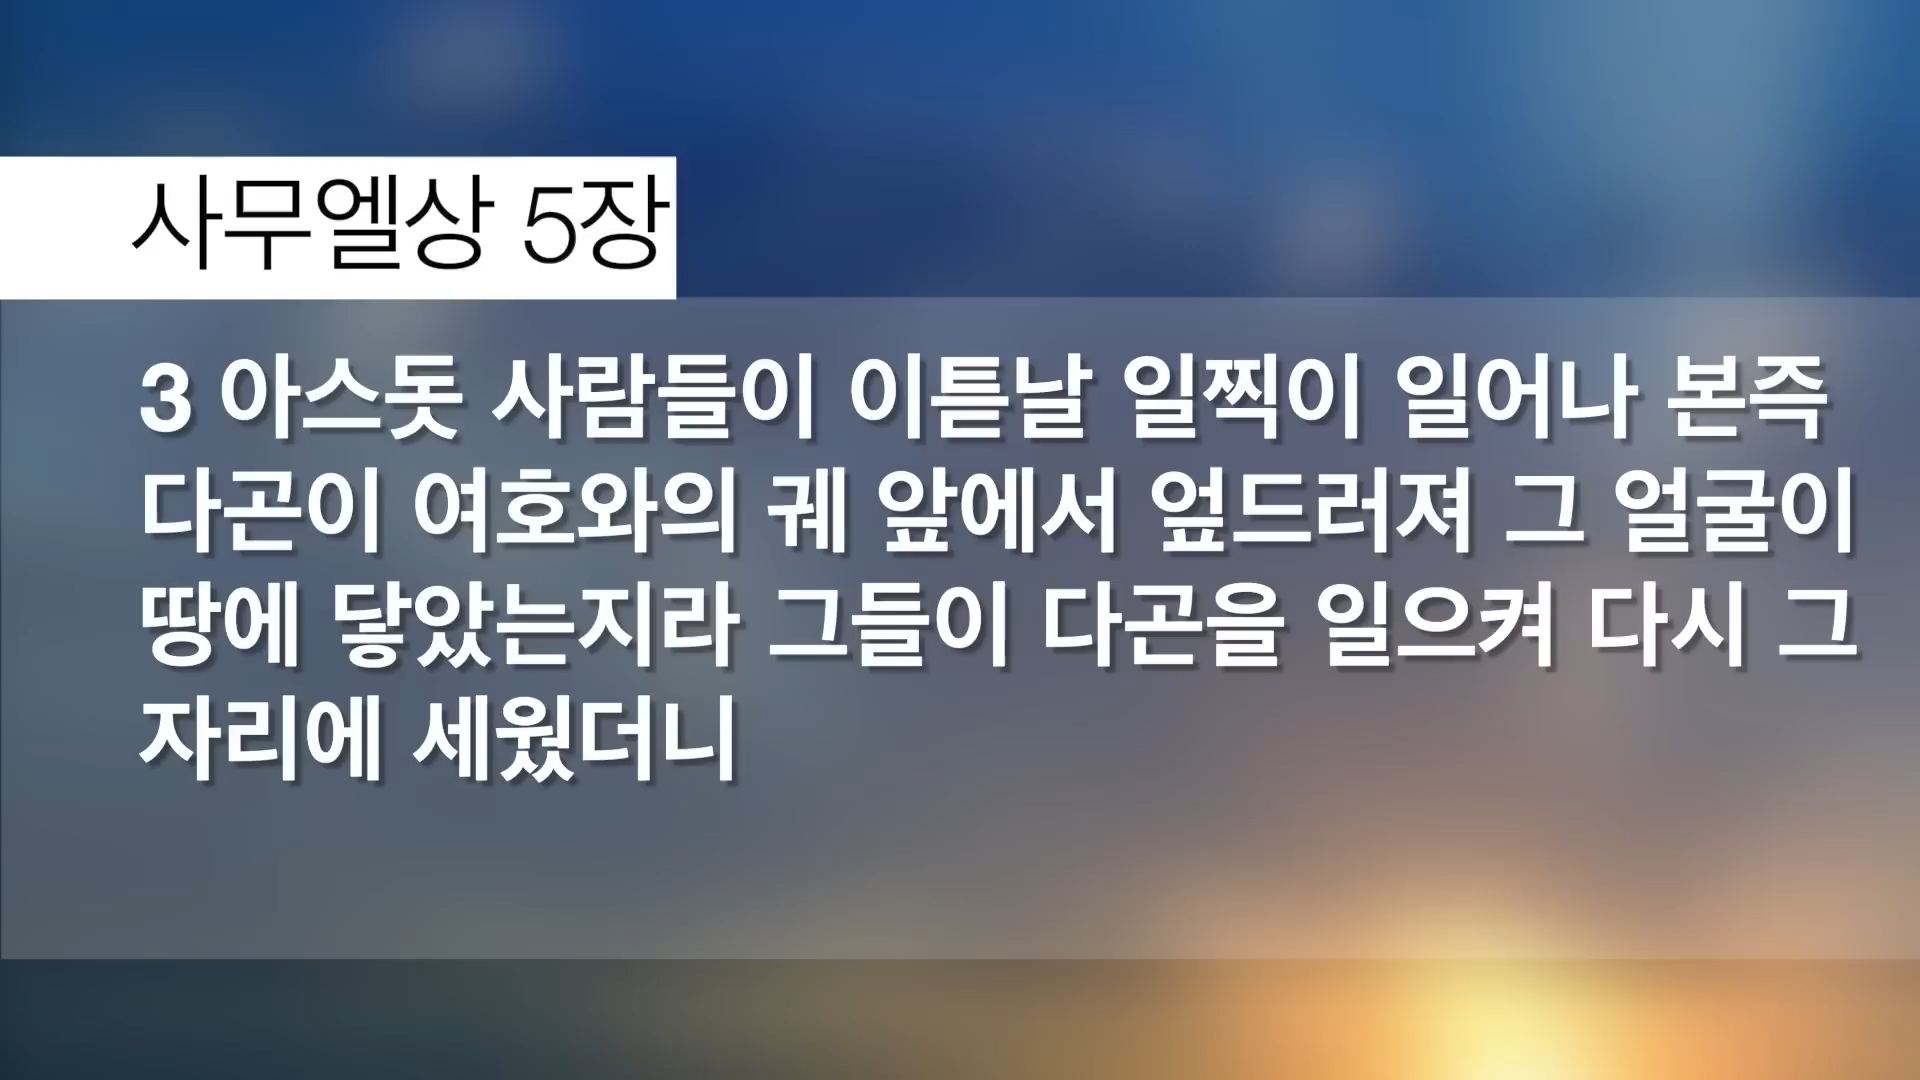 사무엘상 5장
3 아스돗 사람들이 이튿날 일찍이 일어나 본즉
다곤이 여호와의 궤 앞에서 엎드러져 그 얼굴이
땅에 닿았는지라 그들이 다곤을 일으켜 다시 그
자리에 세웠더니